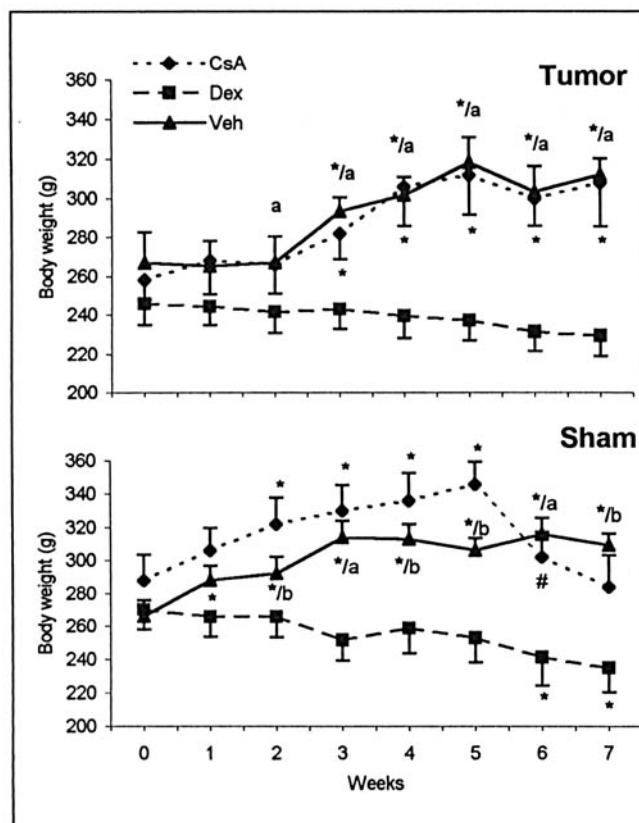 CsA
Dex
Veh
Tumor
Body weight (g)
360
340
320
300
280
260
240
220
200
a
*/a
*/a
*/a
*/a
*/a
*
*
*
*
*
Sham
Body weight (g)
360
340
320
300
280
260
240
220
200
*
*
*
*
*/a
*/b
*
*/b
*/a
*/b
*/b
#
*
*
0 1 2 3 4 5 6 7
Weeks